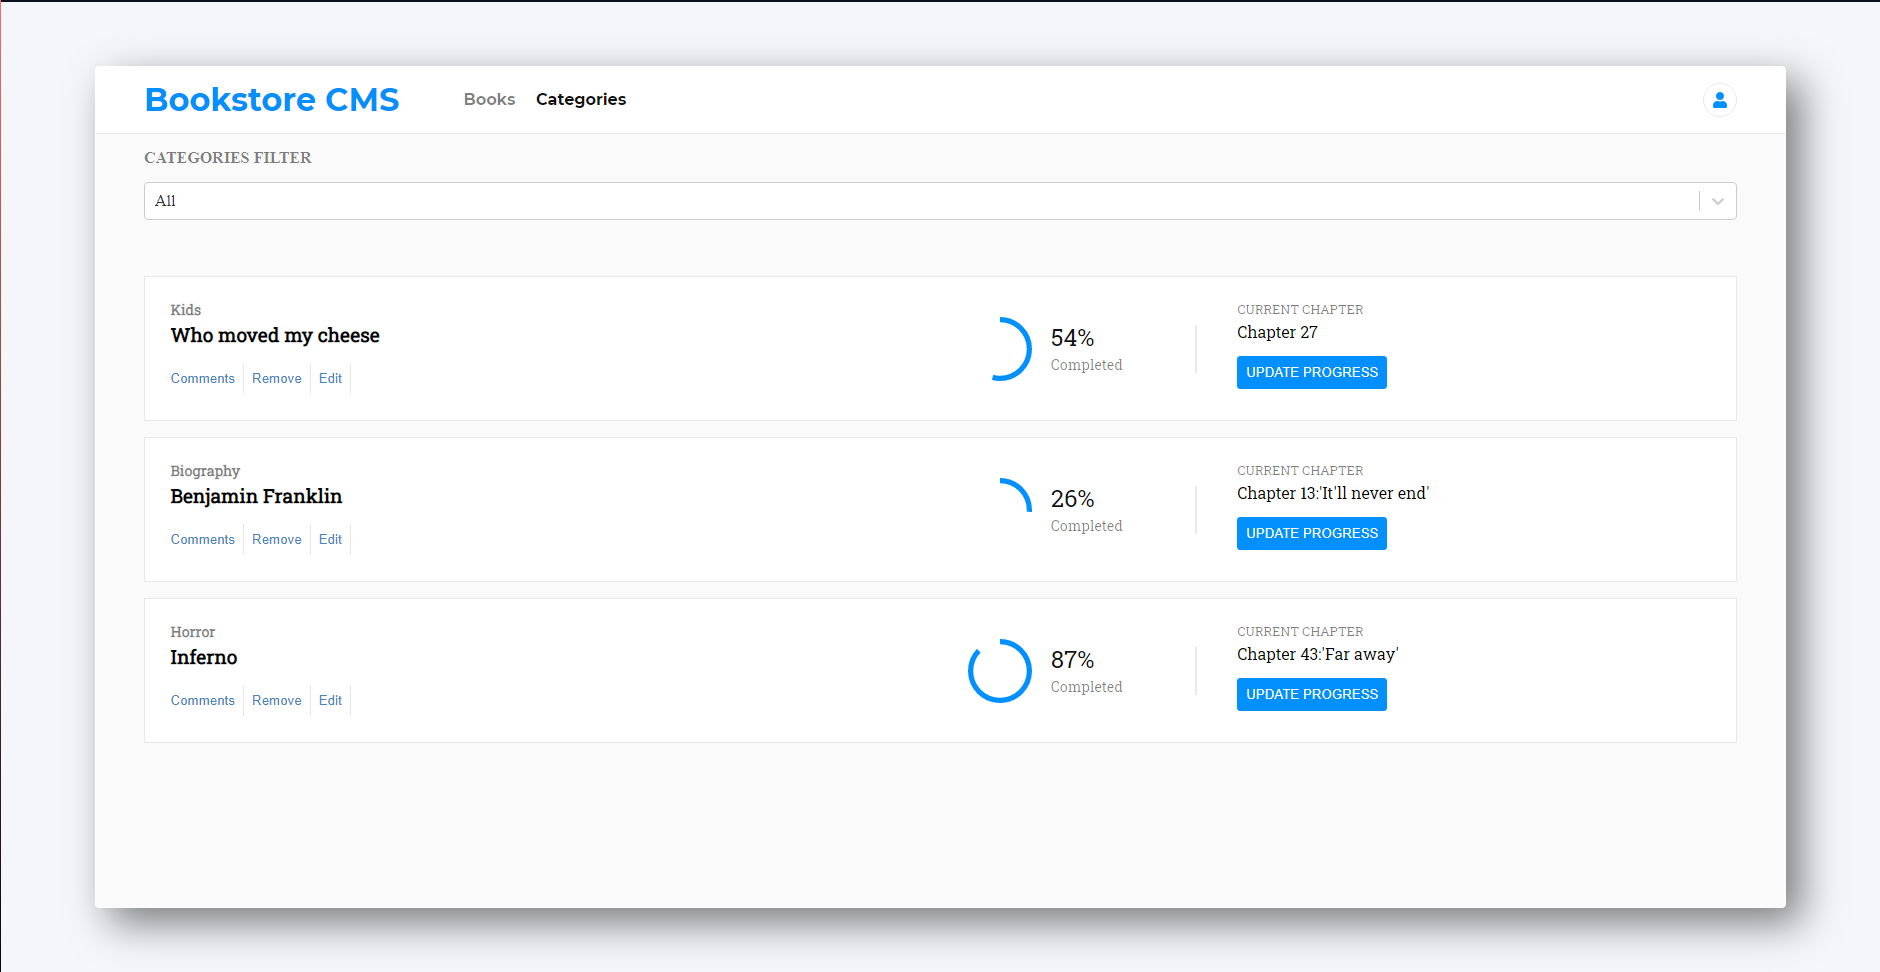 Bookstore CMS Books Categories
CATEGORIES FILTER
All
Kids
Who moved my cheese
Comments Remove Edit
54%
Completed
CURRENT CHAPTER
Chapter 27
UPDATE PROGRESS
Biography
Benjamin Franklin
Comments Remove Edit
26%
Completed
CURRENT CHAPTER
Chapter 13:'It'll never end'
UPDATE PROGRESS
Horror
Inferno
Comments Remove Edit
87%
Completed
CURRENT CHAPTER
Chapter 43:'Far away'
UPDATE PROGRESS